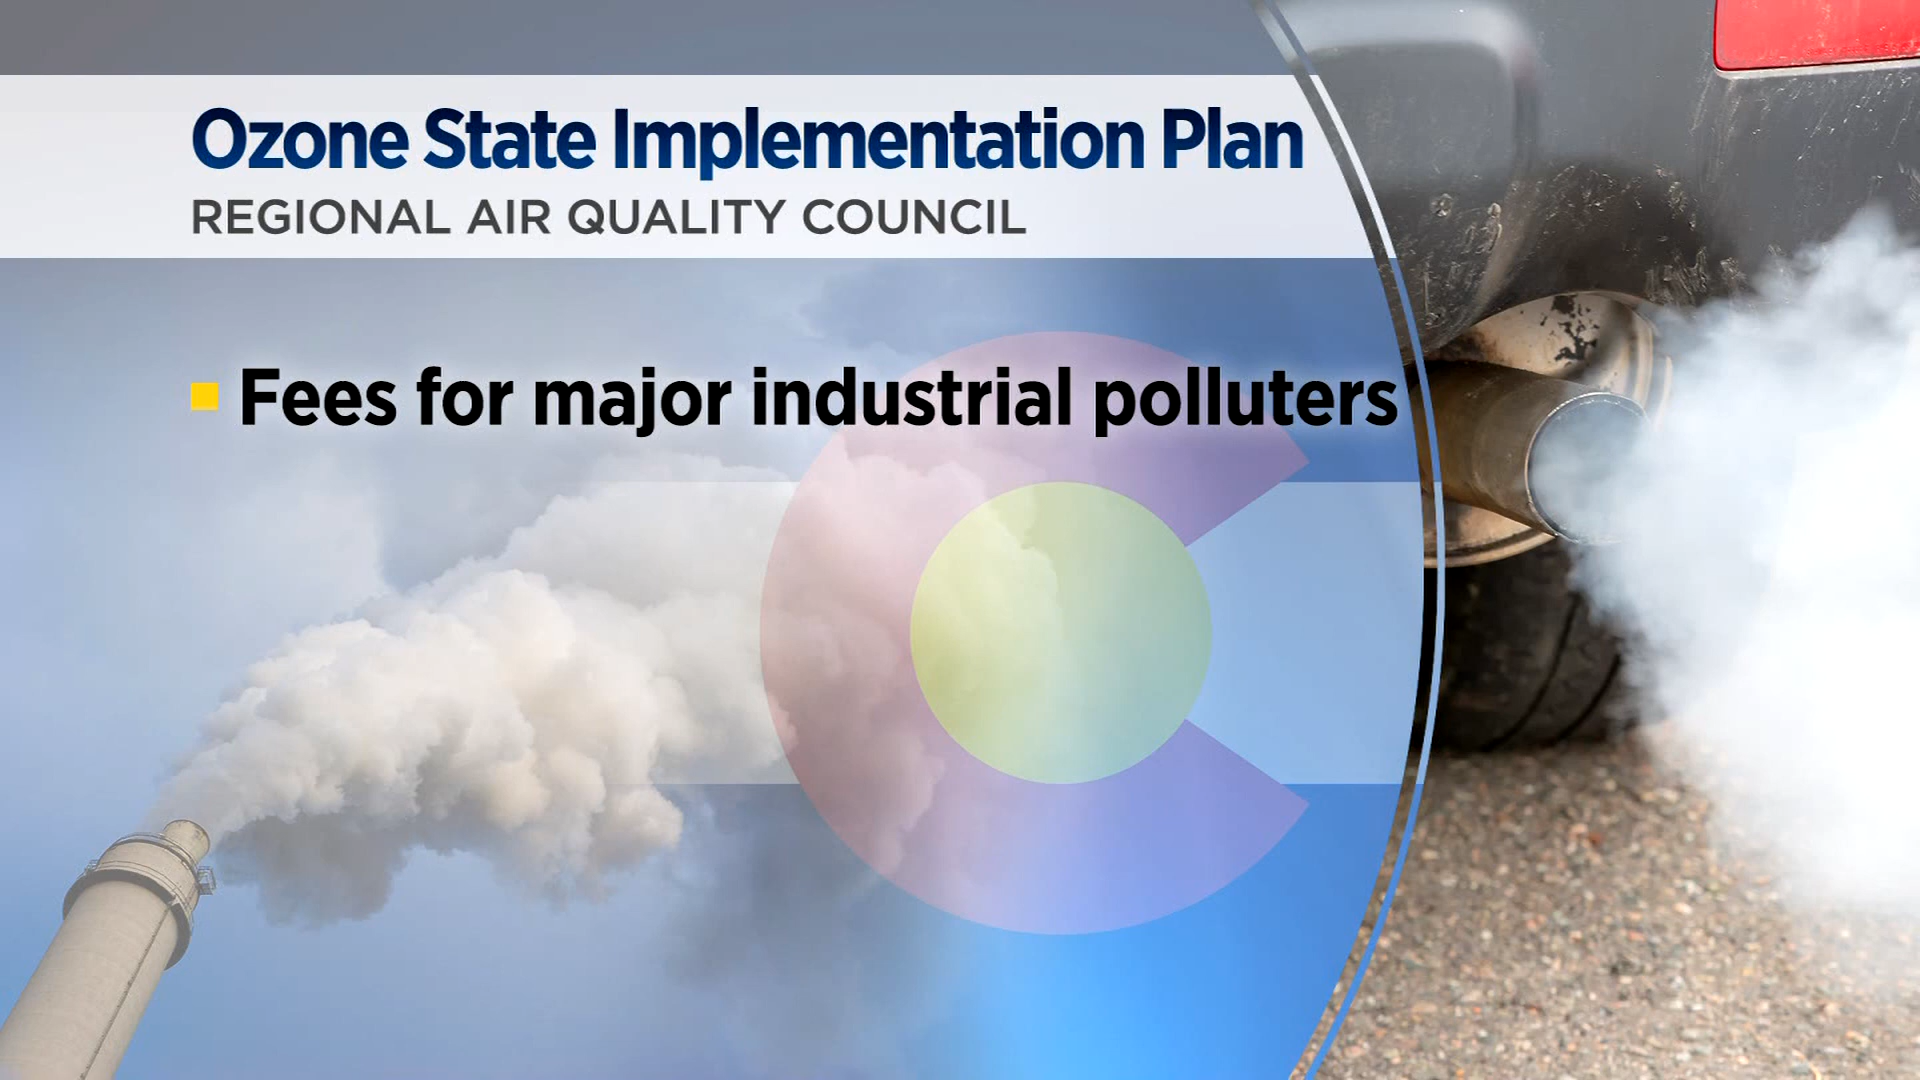 Ozone State Implementation Plan
REGIONAL AIR QUALITY COUNCIL
Fees for major industrial polluters